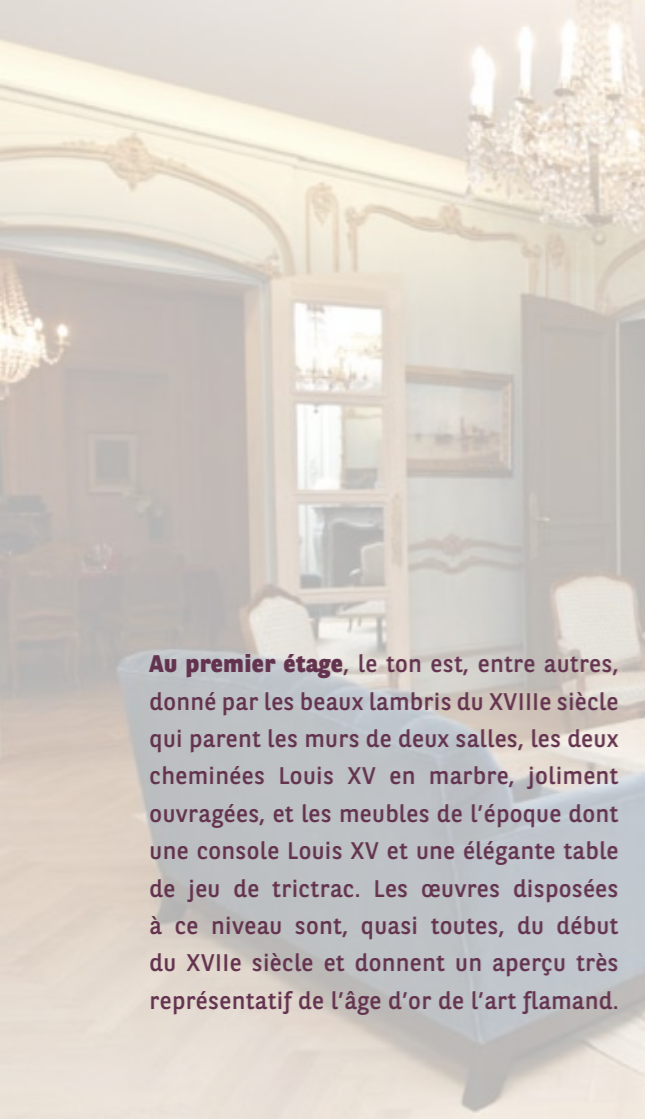 Au premier étage, le ton est, entre autres,
donné par les beaux lambris du XVIIIe siècle
qui parent les murs de deux salles, les deux
cheminées Louis XV en marbre, joliment
ouvragées, et les meubles de l'époque dont
une console Louis XV et une élégante table
de jeu de trictrac. Les œuvres disposées
à ce niveau sont, quasi toutes, du début
du XVIIe siècle et donnent un aperçu très
représentatif de l'âge d'or de l'art flamand.